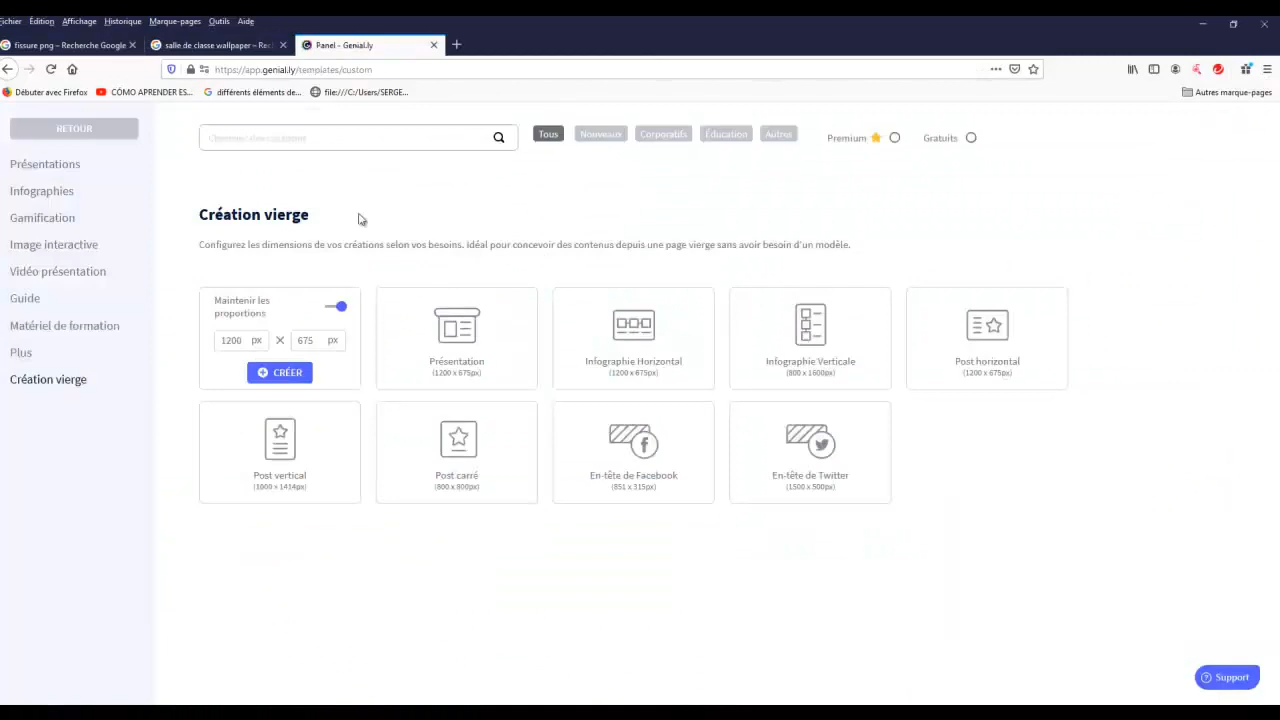 ichier Édition Affichage Historique Marque-pages Outils Aide
fissure png – Recherche Google
salle de classe wallpaper – Rec
Panel - Genial.ly
https://app.genial.ly/templates/custom
Débuter avec Firefox
CÓMO APRENDER ES...
différents éléments de...
file:///C:/Users/SERGE...
Autres marque-pages
RETOUR
Tous
Nouveaux
Corporatifs
Éducation
Autres
Premium
Gratuits
Présentations
Infographies
Gamification
Image interactive
Vidéo présentation
Guide
Matériel de formation
Plus
Création vierge
Création vierge
Configurez les dimensions de vos créations selon vos besoins. Idéal pour concevoir des contenus depuis une page vierge sans avoir besoin d'un modèle.
Maintenir les
proportions
1200 px × 675 px
CRÉER
Présentation
(1200 x 675px)
Infographie Horizontal
(1200 x 675px)
Infographie Verticale
(800 x 1600px)
Post horizontal
(1200 x 675px)
Post vertical
(1000 x 1414px)
Post carré
(800 x 800px)
En-tête de Facebook
(851 x 315px)
En-tête de Twitter
(1500 x 500px)
Support